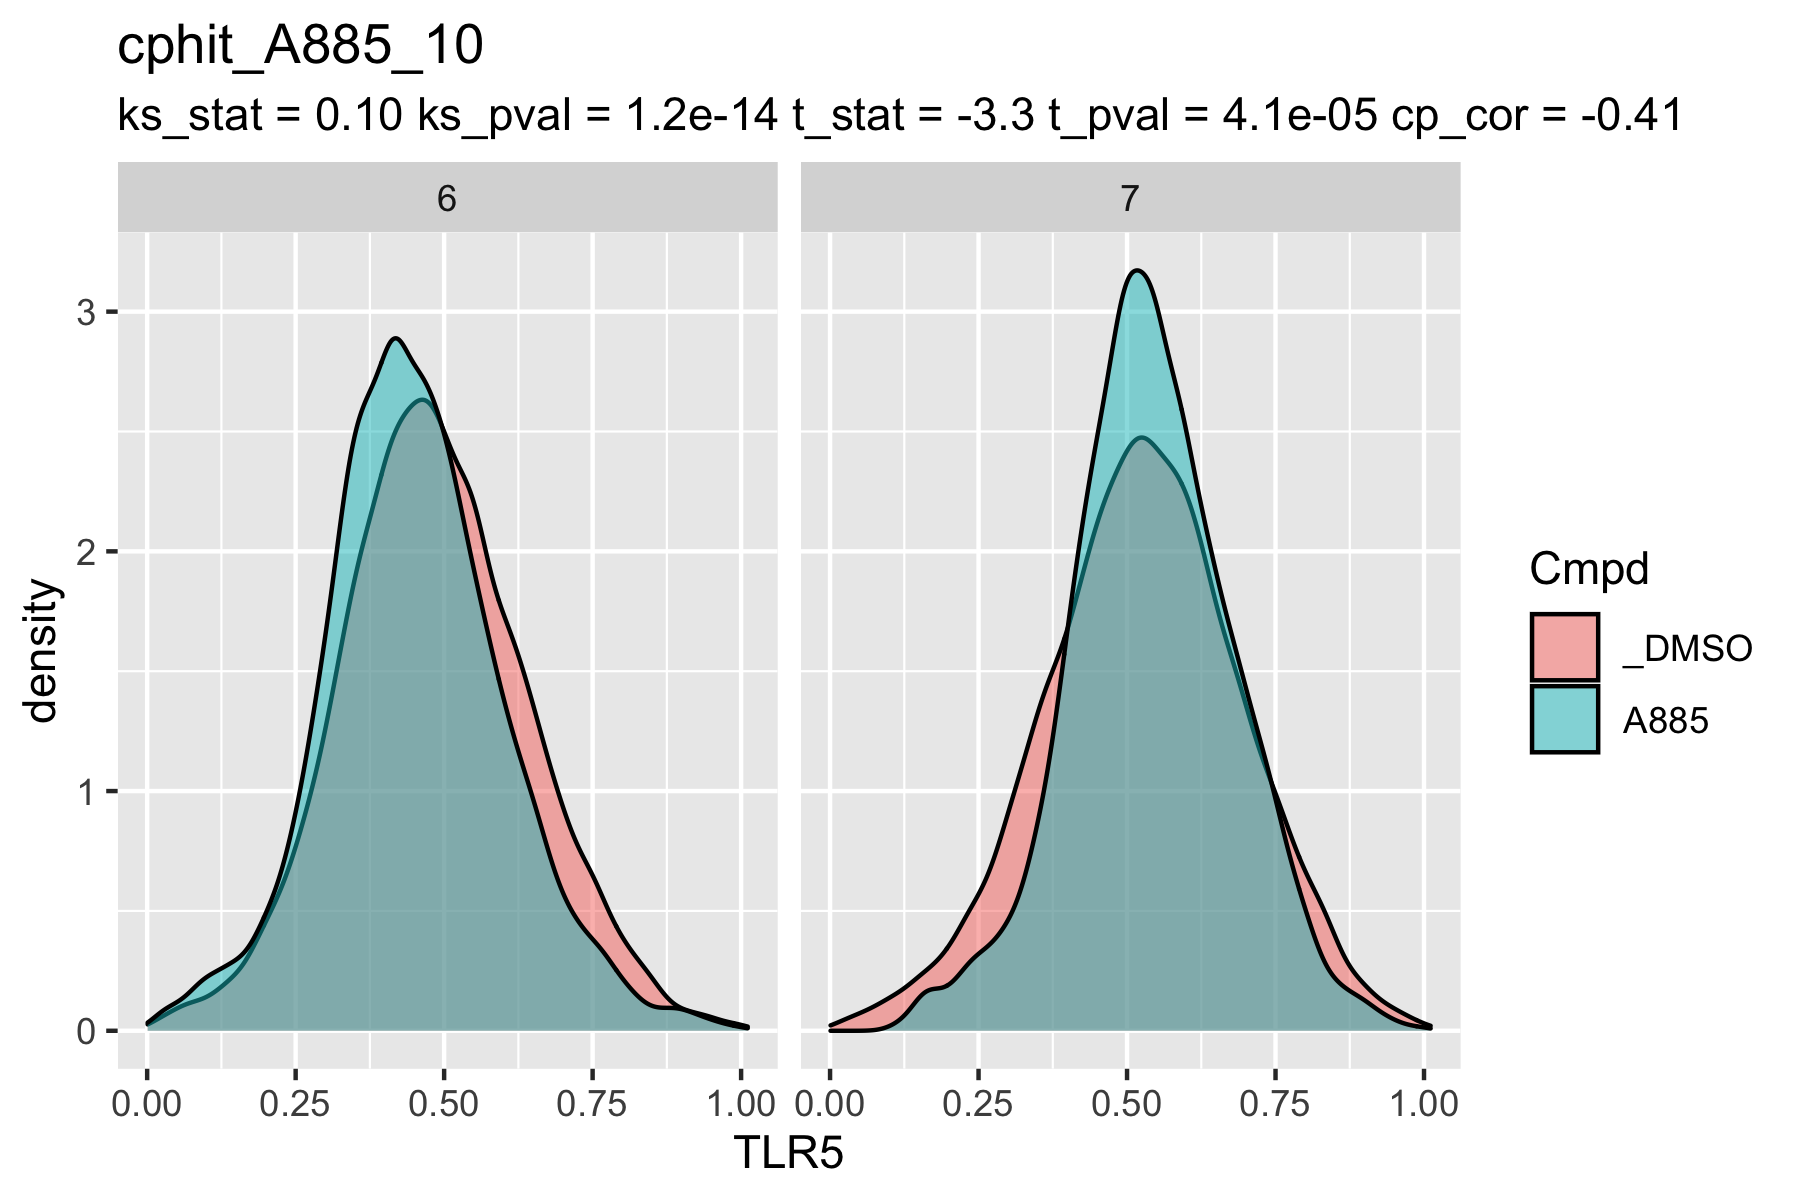 cphit_A885_10
ks_stat = 0.10 ks_pval = 1.2e-14 t_stat = -3.3 t_pval = 4.1e-05 cp_cor = -0.41
6 7
density
3
2
1
0
0.00 0.25 0.50 0.75 1.00 0.00 0.25 0.50 0.75 1.00
TLR5
Cmpd
_DMSO
A885